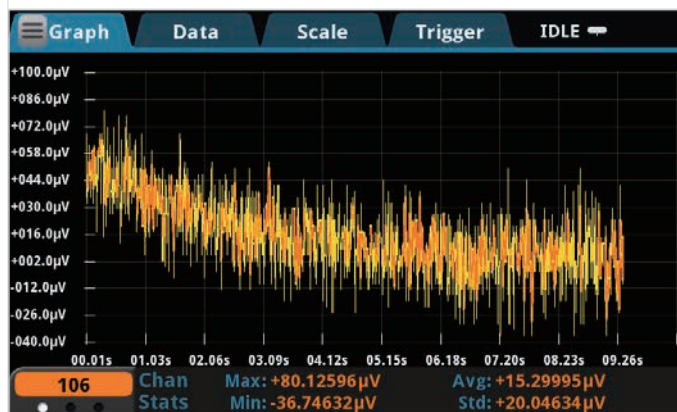 Graph Data Scale Trigger IDLE
+100.0µV
+086.0µV
+072.0µV
+058.0µV
+044.0µV
+030.0µV
+016.0µV
+002.0µV
-012.0µV
-026.0µV
-040.0µV
00.01s 01.03s 02.06s 03.09s 04.12s 05.15s 06.18s 07.20s 08.23s 09.26s
106 Chan Max: +80.12596µV Avg: +15.29995µV
Stats Min: -36.74632µV Std: +20.04634µV